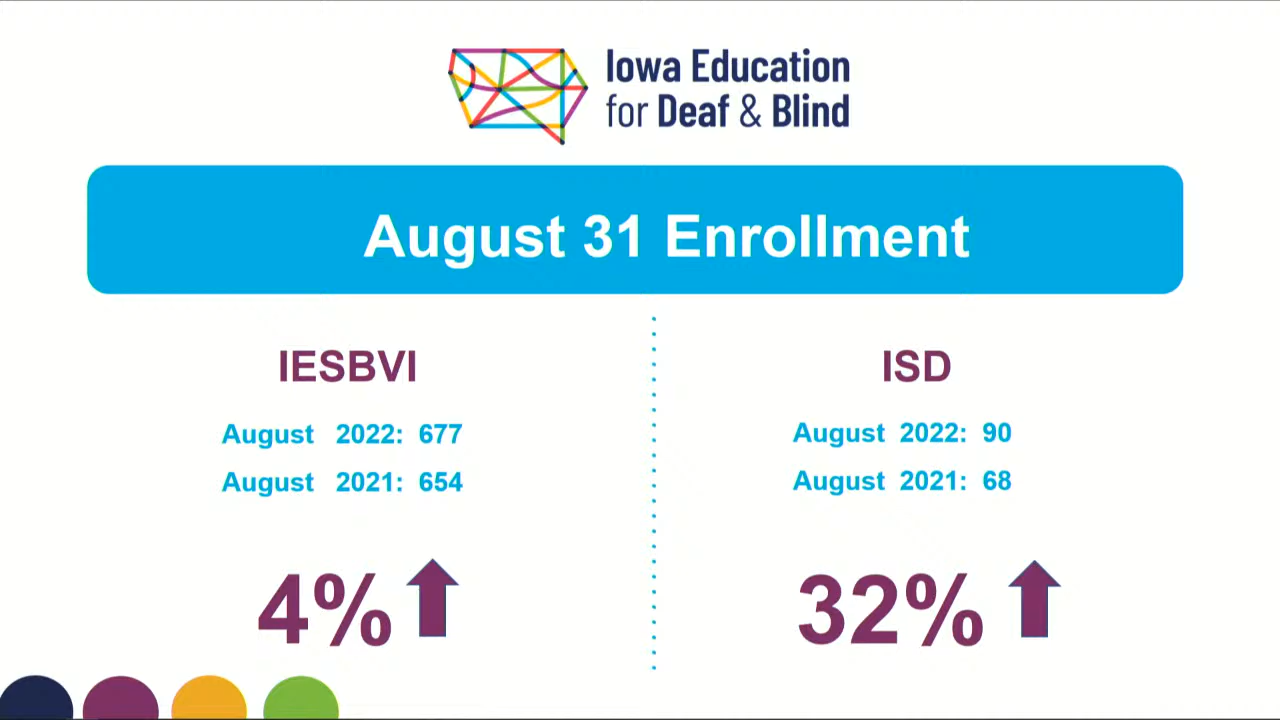 Iowa Education
for Deaf & Blind
August 31 Enrollment
IESBVI
August 2022: 677
August 2021: 654
4%
ISD
August 2022: 90
August 2021: 68
32%